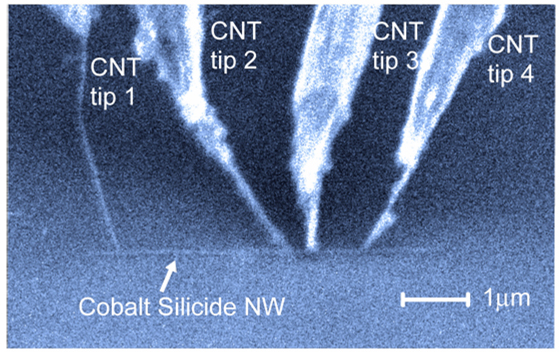 CNT
tip 1
CNT
tip 2
CNT
tip 3
CNT
tip 4
Cobalt Silicide NW
1μm